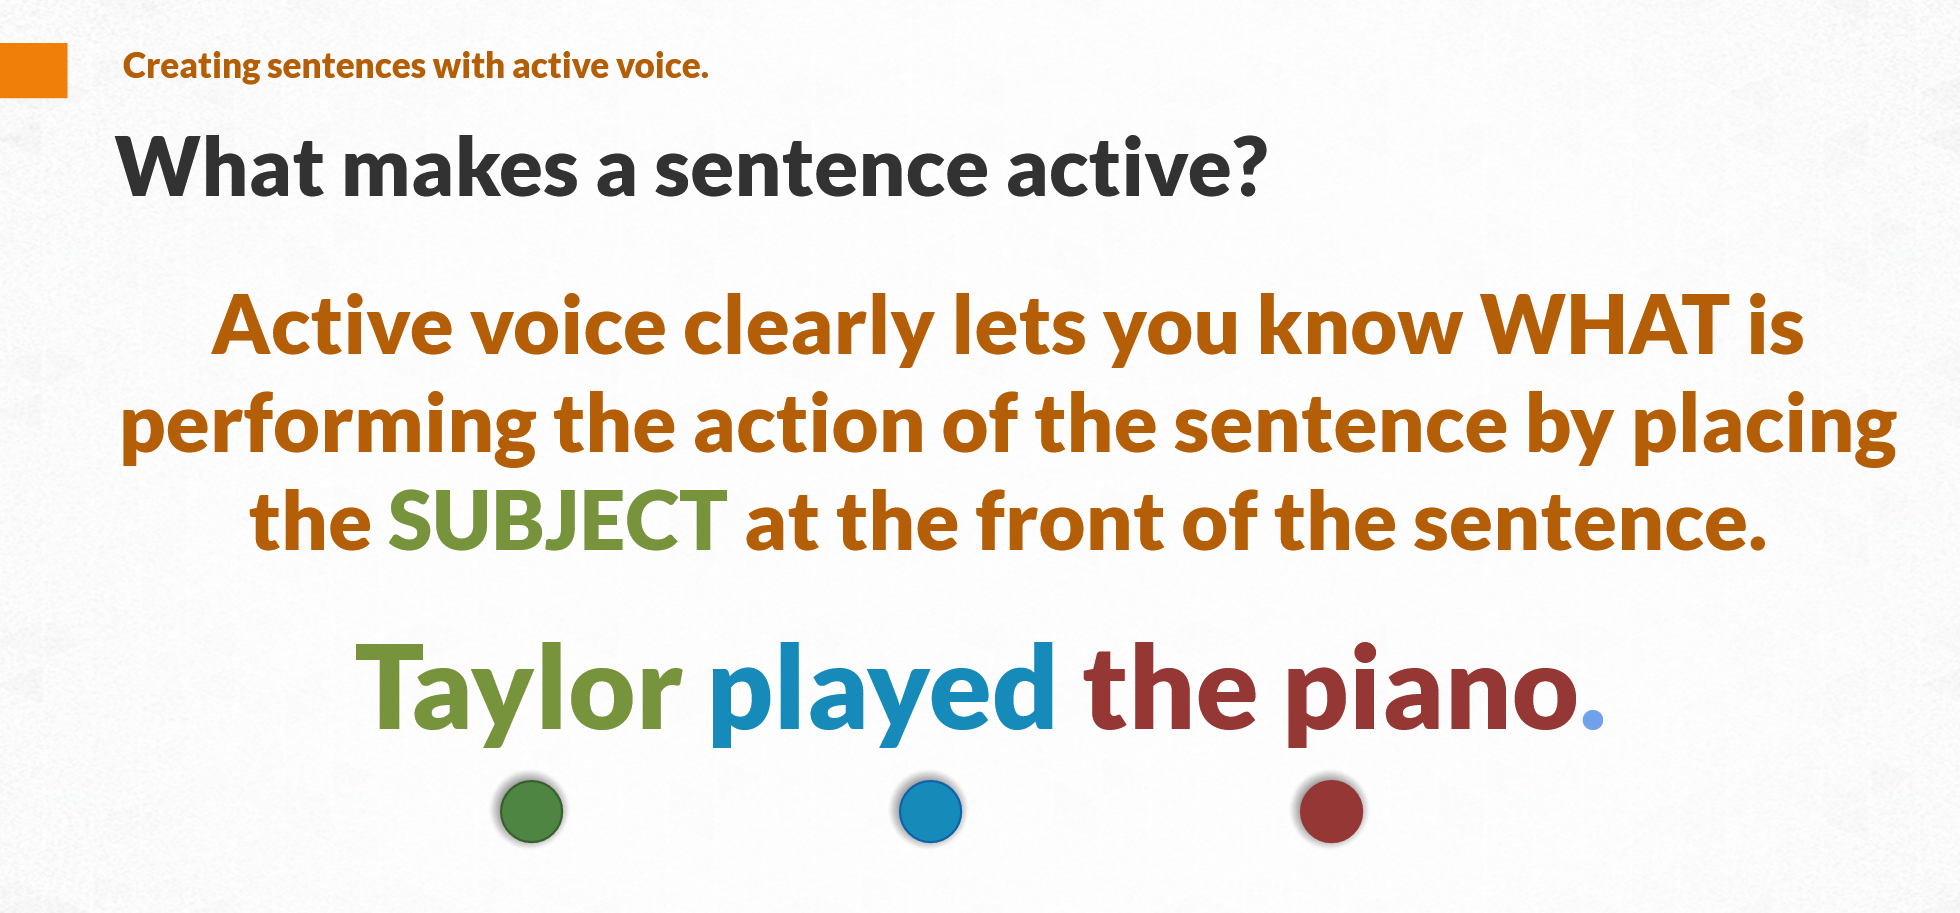 Creating sentences with active voice.
What makes a sentence active?
Active voice clearly lets you know WHAT is
performing the action of the sentence by placing
the SUBJECT at the front of the sentence.
Taylor played the piano.